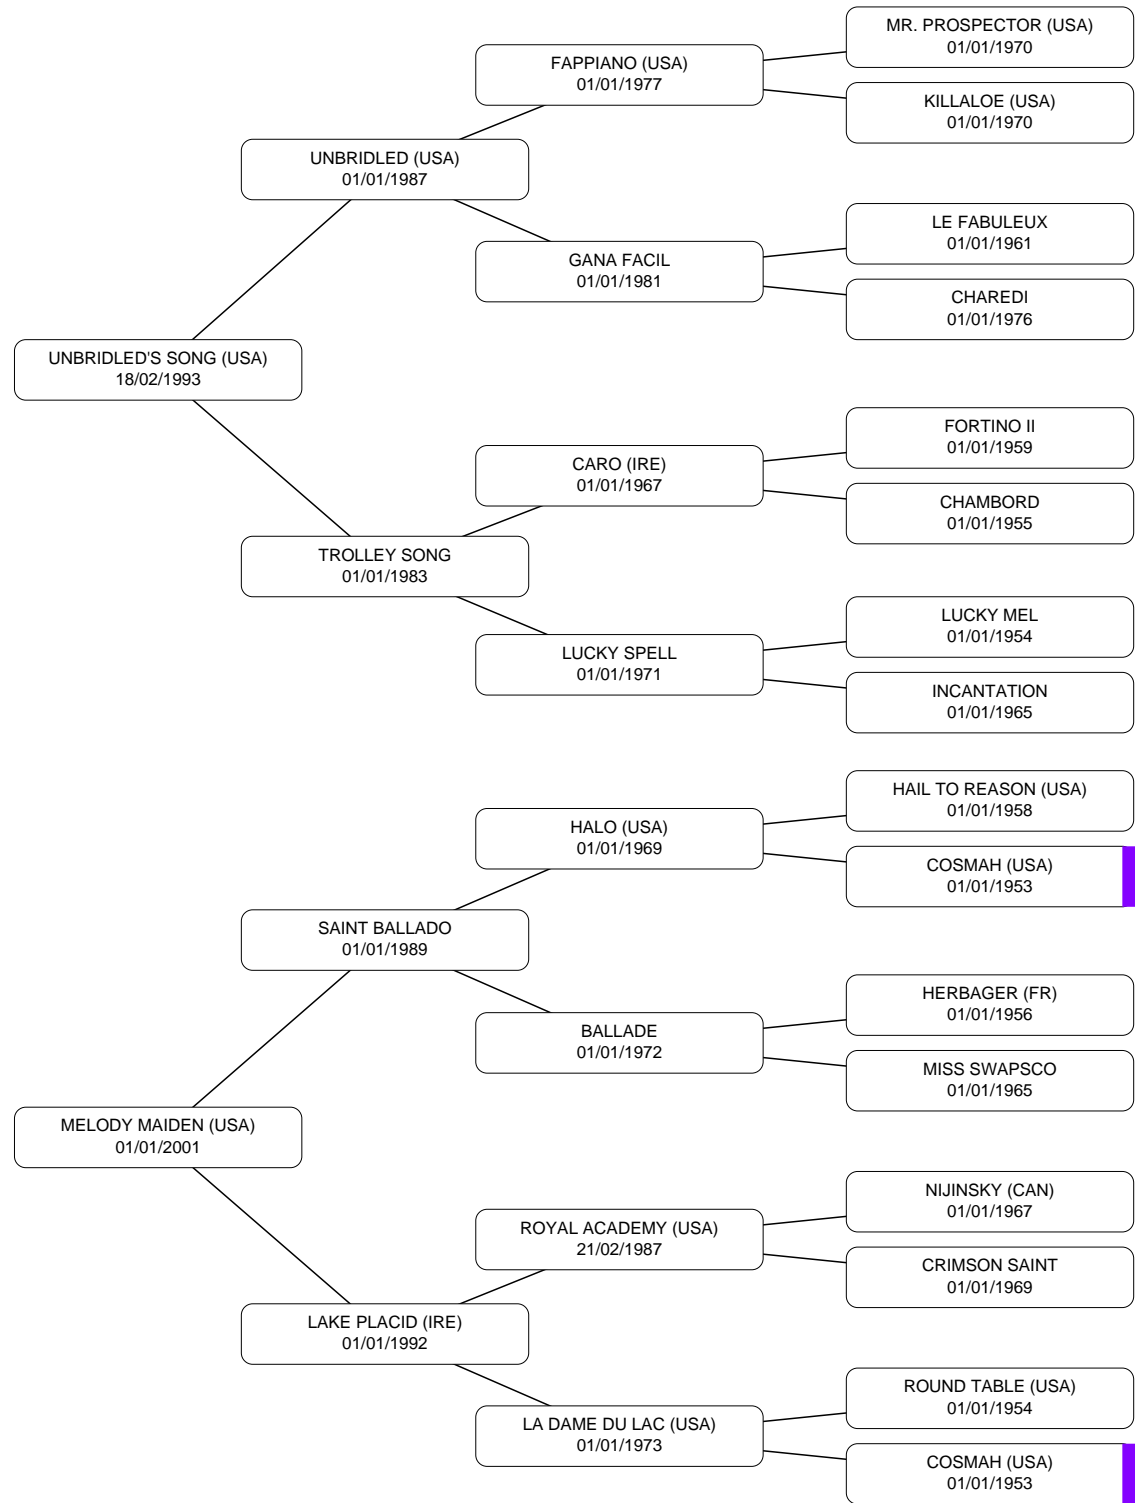 MR. PROSPECTOR (USA)
01/01/1970
FAPPIANO (USA)
01/01/1977
KILLALOE (USA)
01/01/1970
UNBRIDLED (USA)
01/01/1987
LE FABULEUX
01/01/1961
GANA FACIL
01/01/1981
CHAREDI
01/01/1976
UNBRIDLED'S SONG (USA)
18/02/1993
FORTINO II
01/01/1959
CARO (IRE)
01/01/1967
CHAMBORD
01/01/1955
TROLLEY SONG
01/01/1983
LUCKY MEL
01/01/1954
LUCKY SPELL
01/01/1971
INCANTATION
01/01/1965
HAIL TO REASON (USA)
01/01/1958
HALO (USA)
01/01/1969
COSMAH (USA)
01/01/1953
SAINT BALLADO
01/01/1989
HERBAGER (FR)
01/01/1956
BALLADE
01/01/1972
MISS SWAPSCO
01/01/1965
MELODY MAIDEN (USA)
01/01/2001
NIJINSKY (CAN)
01/01/1967
ROYAL ACADEMY (USA)
21/02/1987
CRIMSON SAINT
01/01/1969
LAKE PLACID (IRE)
01/01/1992
ROUND TABLE (USA)
01/01/1954
LA DAME DU LAC (USA)
01/01/1973
COSMAH (USA)
01/01/1953